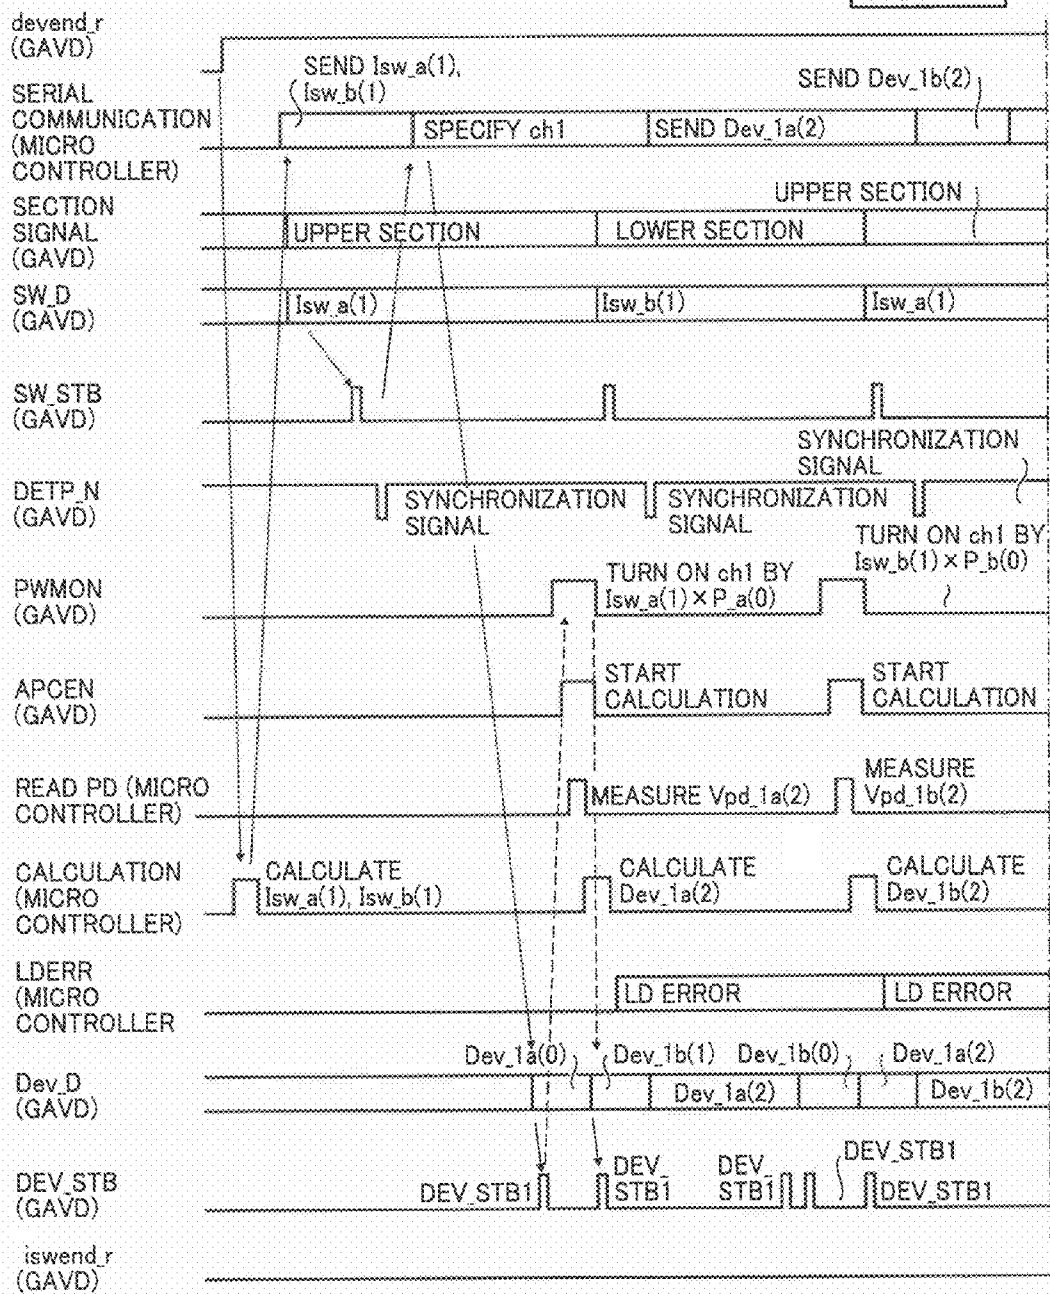 devend_r
(GAVD)
SEND Isw_a(1),
Isw_b(1)
SEND Dev_1b(2)
SERIAL
COMMUNICATION
(MICRO
CONTROLLER)
SPECIFY ch1
SEND Dev_1a(2)
SECTION
SIGNAL
(GAVD)
UPPER SECTION
UPPER SECTION
LOWER SECTION
SW_D
(GAVD)
Isw_a(1)
Isw_b(1)
Isw_a(1)
SW_STB
(GAVD)
SYNCHRONIZATION
SIGNAL
DETP_N
(GAVD)
SYNCHRONIZATION
SIGNAL
SYNCHRONIZATION
SIGNAL
TURN ON ch1 BY
Isw_b(1)×P_b(0)
PWMON
(GAVD)
TURN ON ch1 BY
Isw_a(1)×P_a(0)
APCEN
(GAVD)
START
CALCULATION
START
CALCULATION
READ PD (MICRO
CONTROLLER)
MEASURE Vpd_1a(2)
MEASURE
Vpd_1b(2)
CALCULATION
(MICRO
CONTROLLER)
CALCULATE
Isw_a(1), Isw_b(1)
CALCULATE
Dev_1a(2)
CALCULATE
Dev_1b(2)
LDERR
(MICRO
CONTROLLER
LD ERROR
LD ERROR
Dev_1a(0)
Dev_1b(1)
Dev_1b(0)
Dev_1a(2)
Dev_D
(GAVD)
Dev_1a(2)
Dev_1b(2)
DEV_STB
(GAVD)
DEV_STB1
DEV_
STB1
DEV_
STB1
DEV_STB1
DEV_STB1
iswend_r
(GAVD)